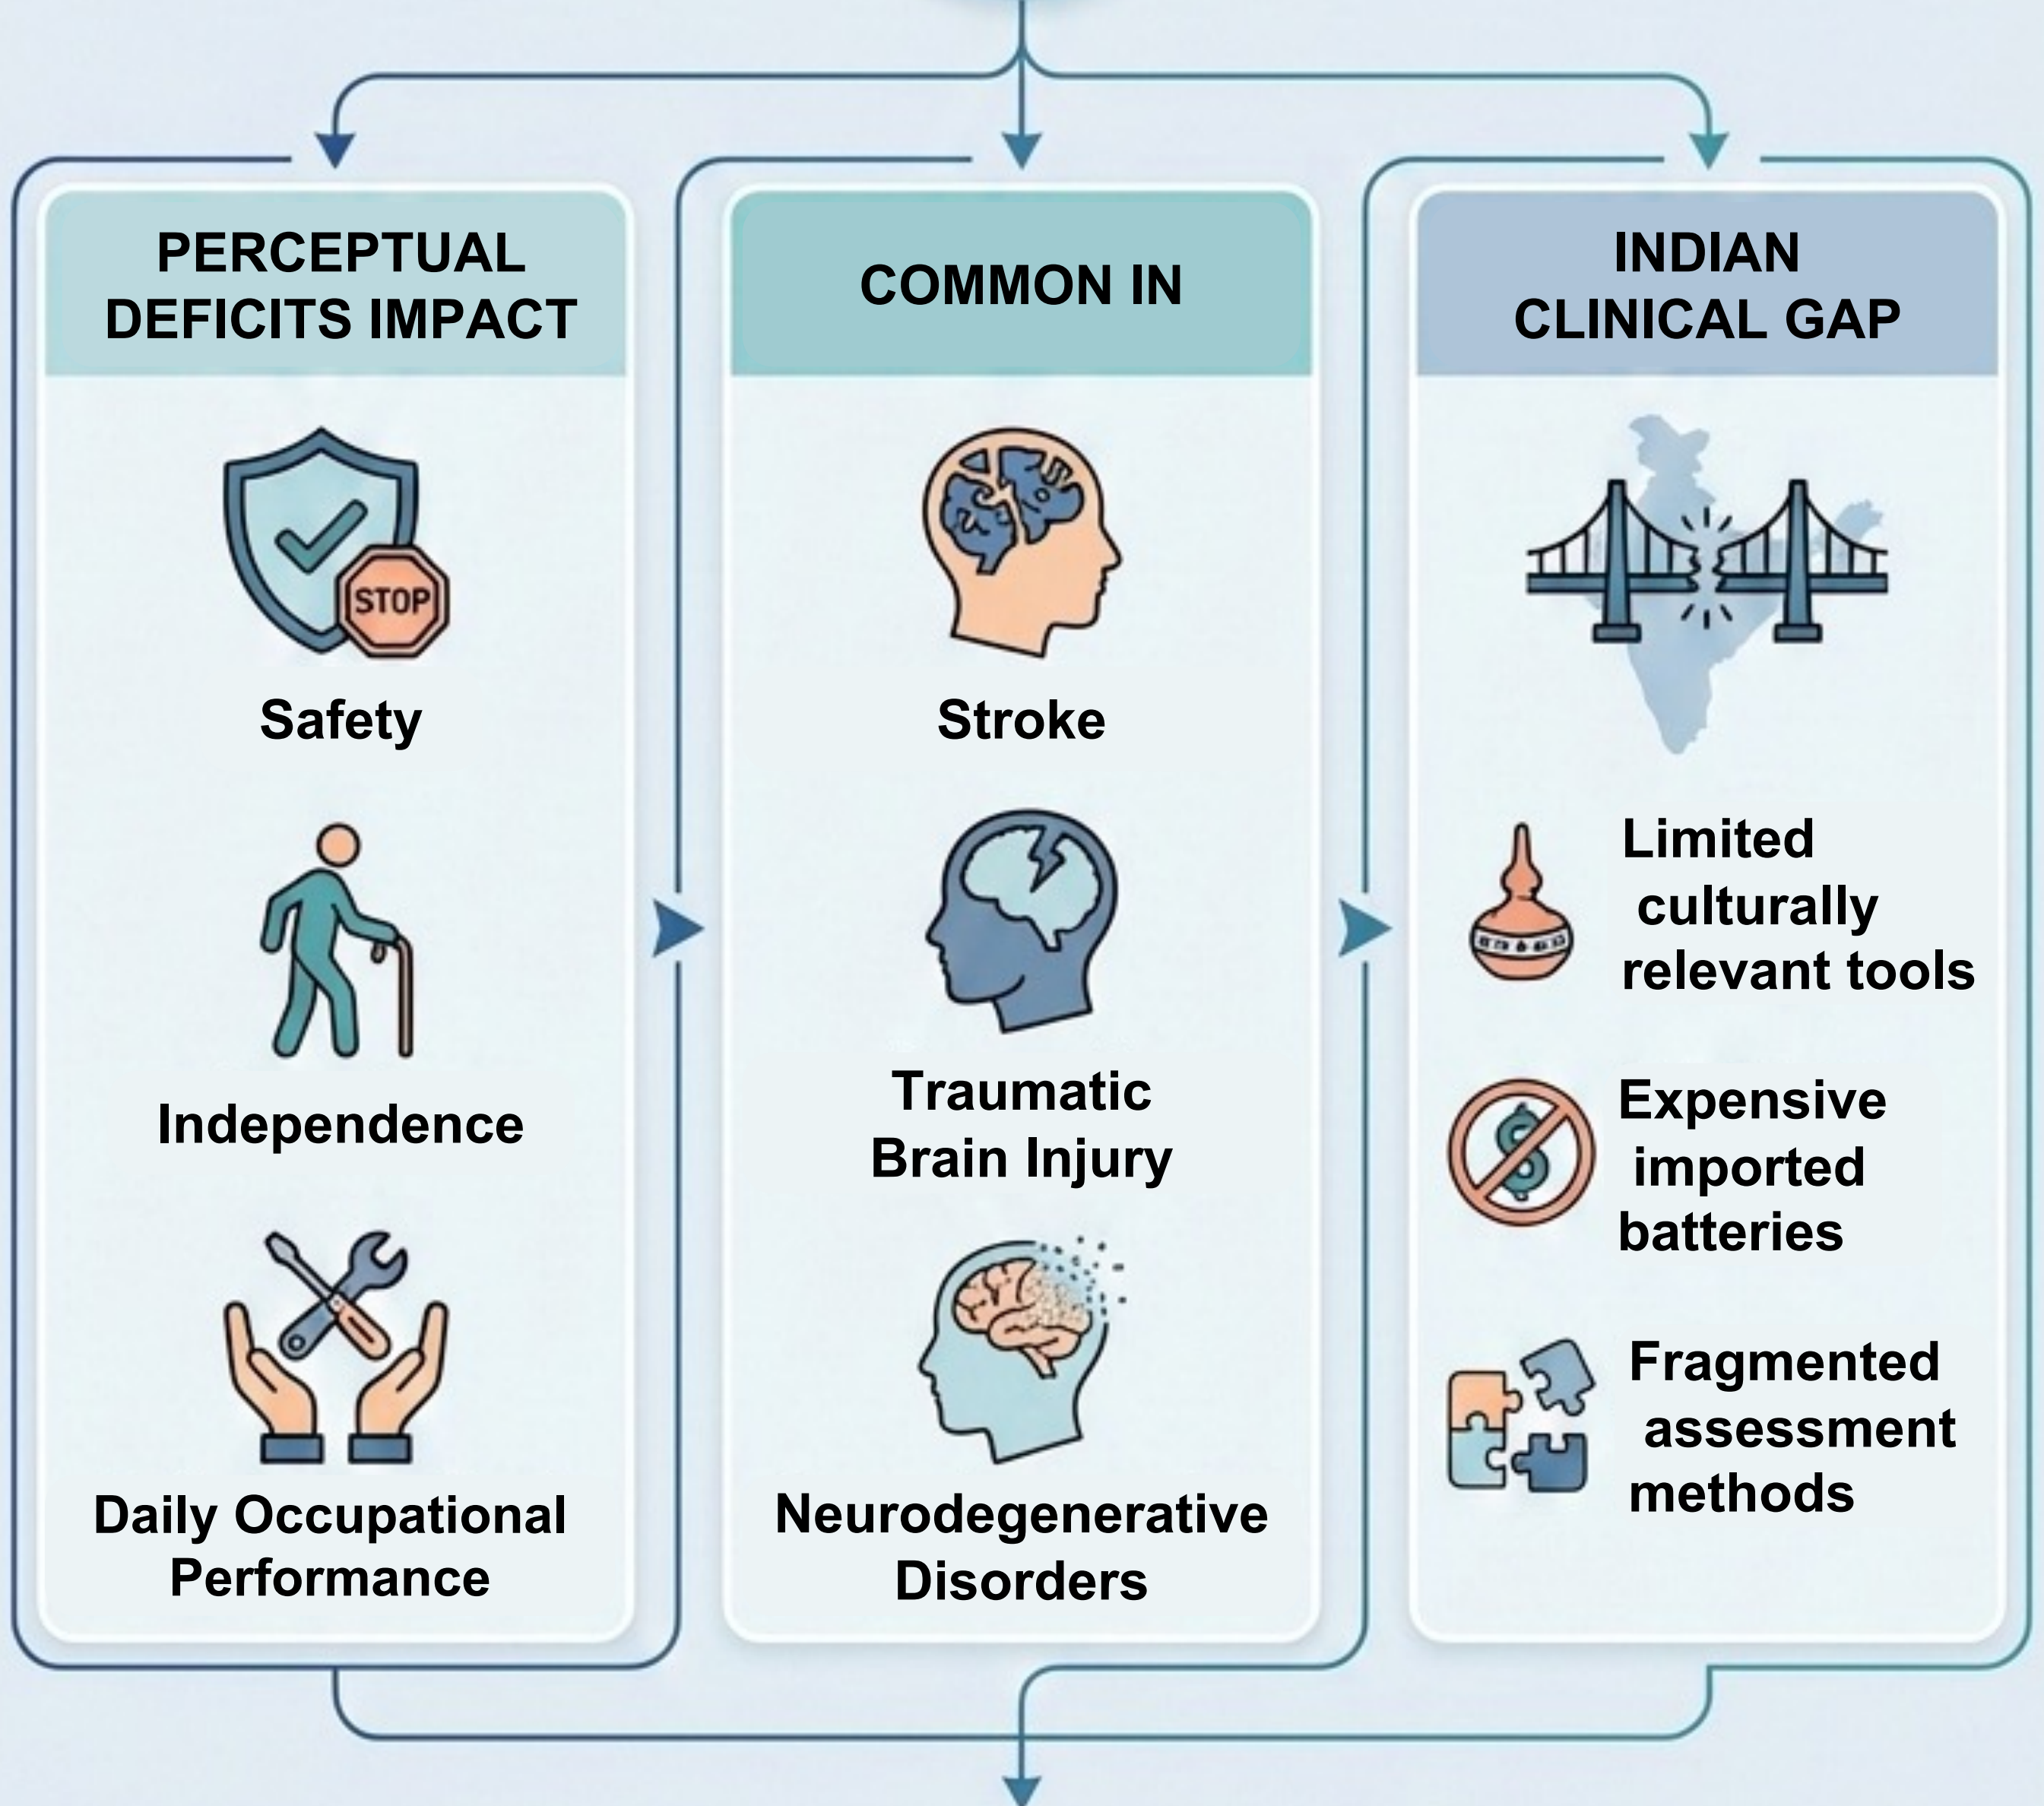 PERCEPTUAL
DEFICITS IMPACT
STOP
Safety
Independence
Daily Occupational
Performance
COMMON IN
Stroke
Traumatic
Brain Injury
Neurodegenerative
Disorders
INDIAN
CLINICAL GAP
Limited
culturally
relevant tools
$
Expensive
imported
batteries
Fragmented
assessment
methods